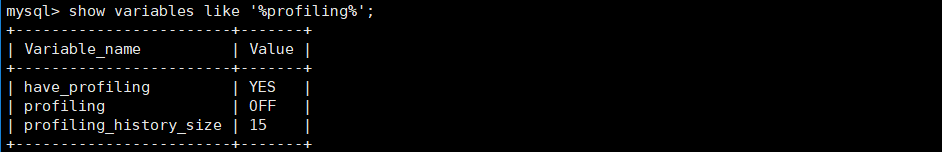 mysql> show variables like '%profiling%';
+------------------------+-------+
| Variable_name          | Value |
+------------------------+-------+
| have_profiling         | YES   |
| profiling              | OFF   |
| profiling_history_size | 15    |
+------------------------+-------+